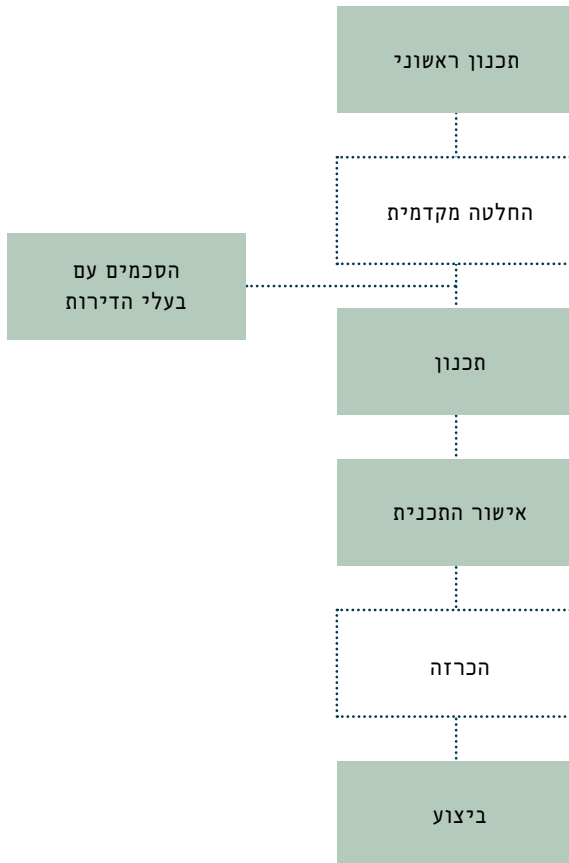 תכנון ראשוני
החלטה מקדמית
הסכמים עם
בעלי הדירות
תכנון
אישור התכנית
הכרזה
ביצוע